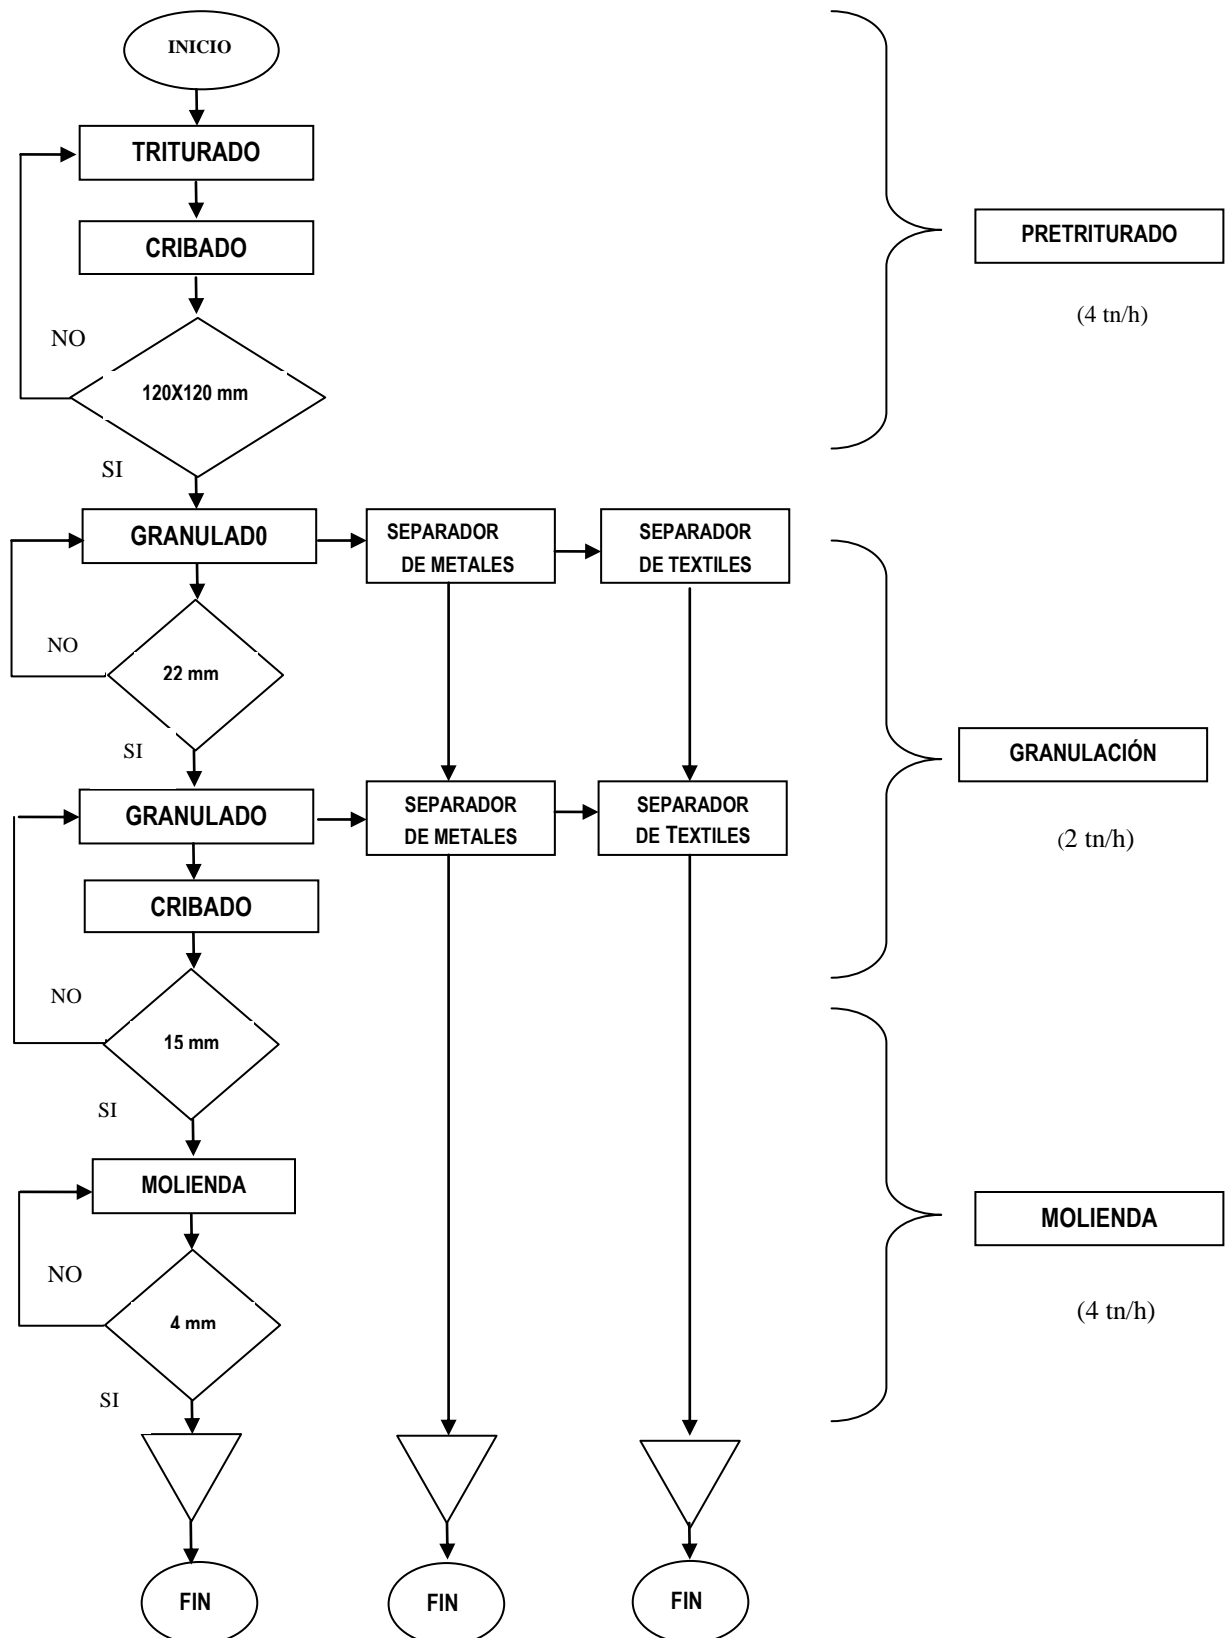 INICIO
TRITURADO
CRIBADO
PRETRITURADO
(4 tn/h)
NO
120X120 mm
SI
GRANULAD0
SEPARADOR
DE METALES
SEPARADOR
DE TEXTILES
NO
22 mm
SI
GRANULACIÓN
GRANULADO
SEPARADOR
DE METALES
SEPARADOR
DE TEXTILES
(2 tn/h)
CRIBADO
NO
15 mm
SI
MOLIENDA
MOLIENDA
NO
4 mm
(4 tn/h)
SI
FIN
FIN
FIN